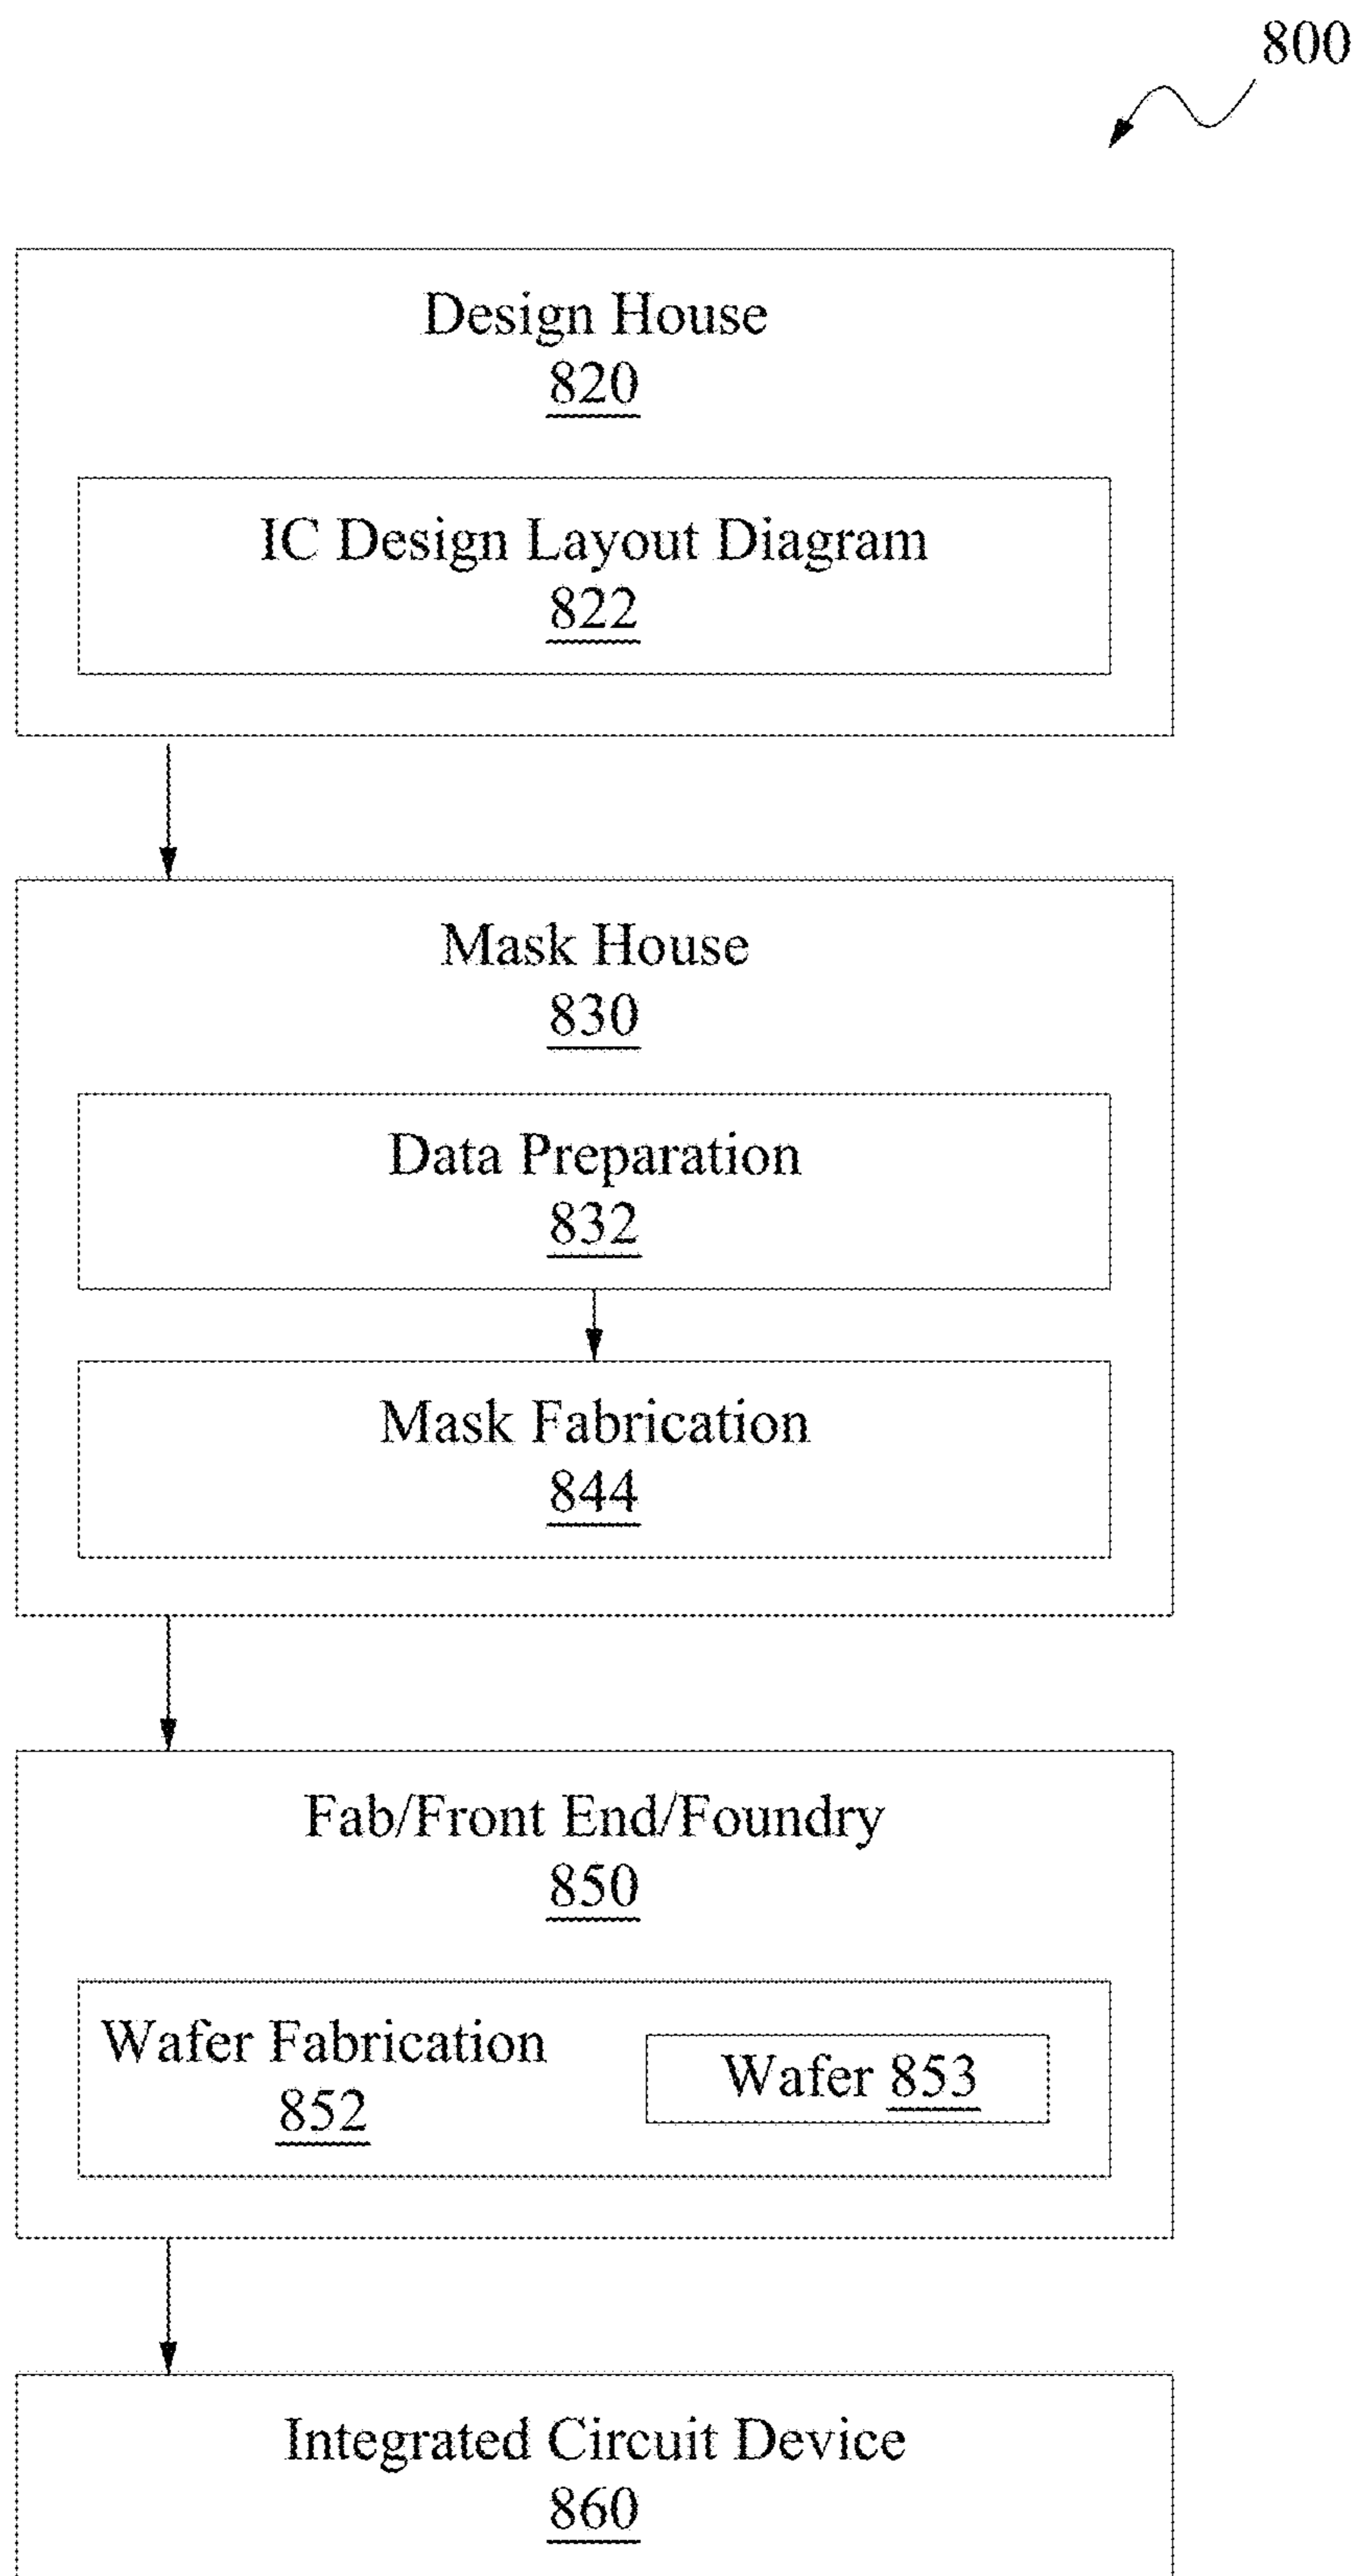 800
Design House
820
IC Design Layout Diagram
822
Mask House
830
Data Preparation
832
Mask Fabrication
844
Fab/Front End/Foundry
850
Wafer Fabrication
852
Wafer 853
Integrated Circuit Device
860